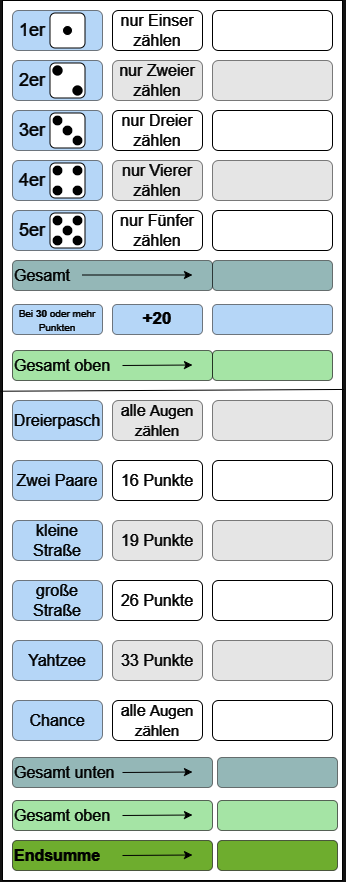 1er
nur Einser
zählen
2er
nur Zweier
zählen
3er
nur Dreier
zählen
4er
nur Vierer
zählen
5er
nur Fünfer
zählen
Gesamt
Bei 30 oder mehr
Punkten
+20
Gesamt oben
Dreierpasch
alle Augen
zählen
Zwei Paare
16 Punkte
kleine
Straße
19 Punkte
große
Straße
26 Punkte
Yahtzee
33 Punkte
Chance
alle Augen
zählen
Gesamt unten
Gesamt oben
Endsumme